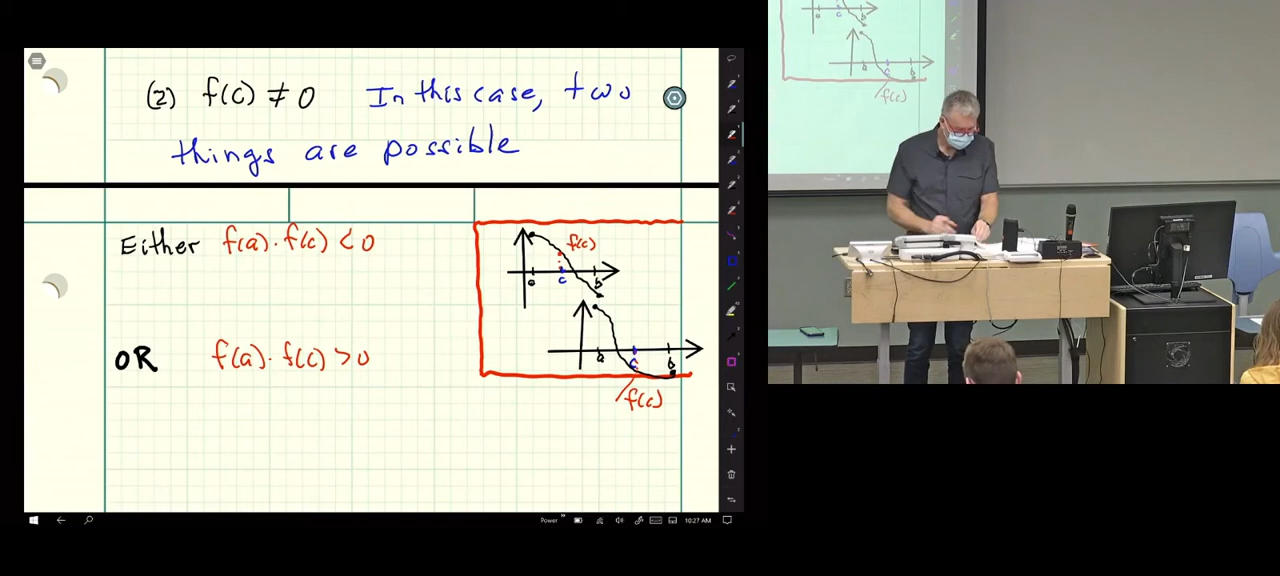 (2) f(c) ≠ 0 In this case, two
things are possible
Either f(a)·f(c) < 0
f(c)
a c b
OR f(a)·f(c) > 0
a c b
f(c)
Power
10:27 AM
c b
a c b
f(c)